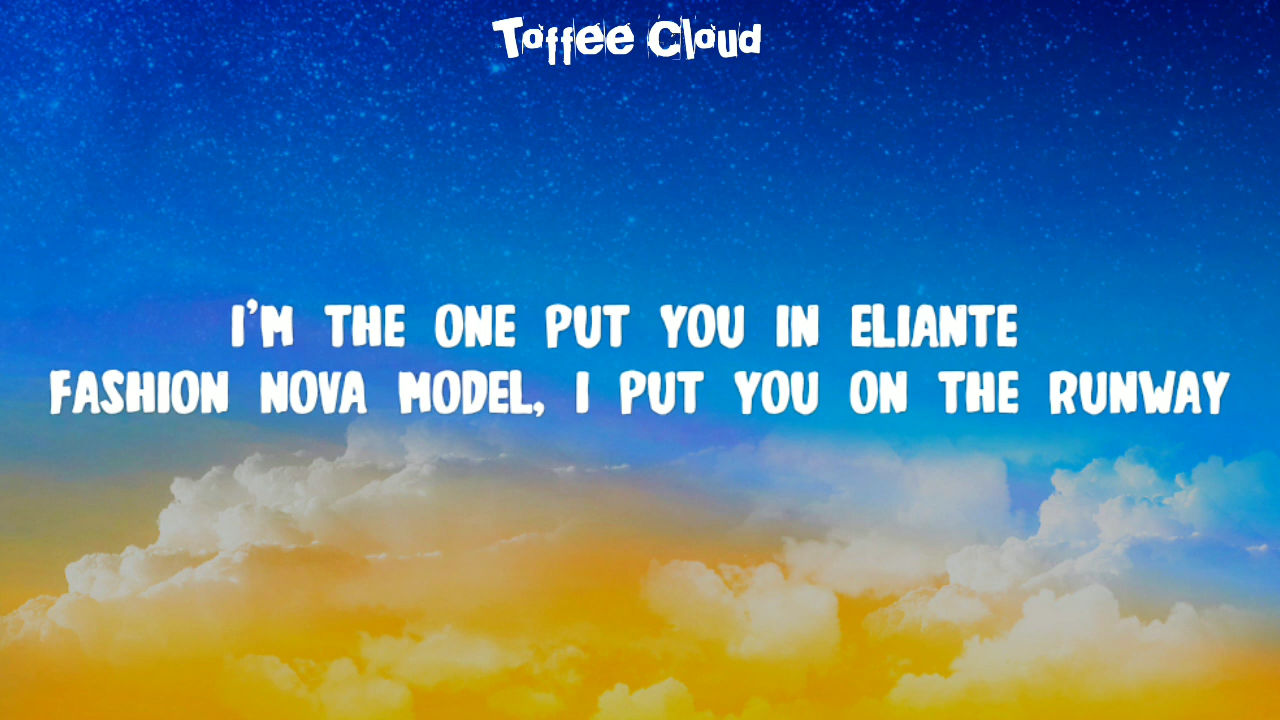 Toffee Cloud
I'M THE ONE PUT YOU IN ELIANTE
FASHION NOVA MODEL, I PUT YOU ON THE RUNWAY